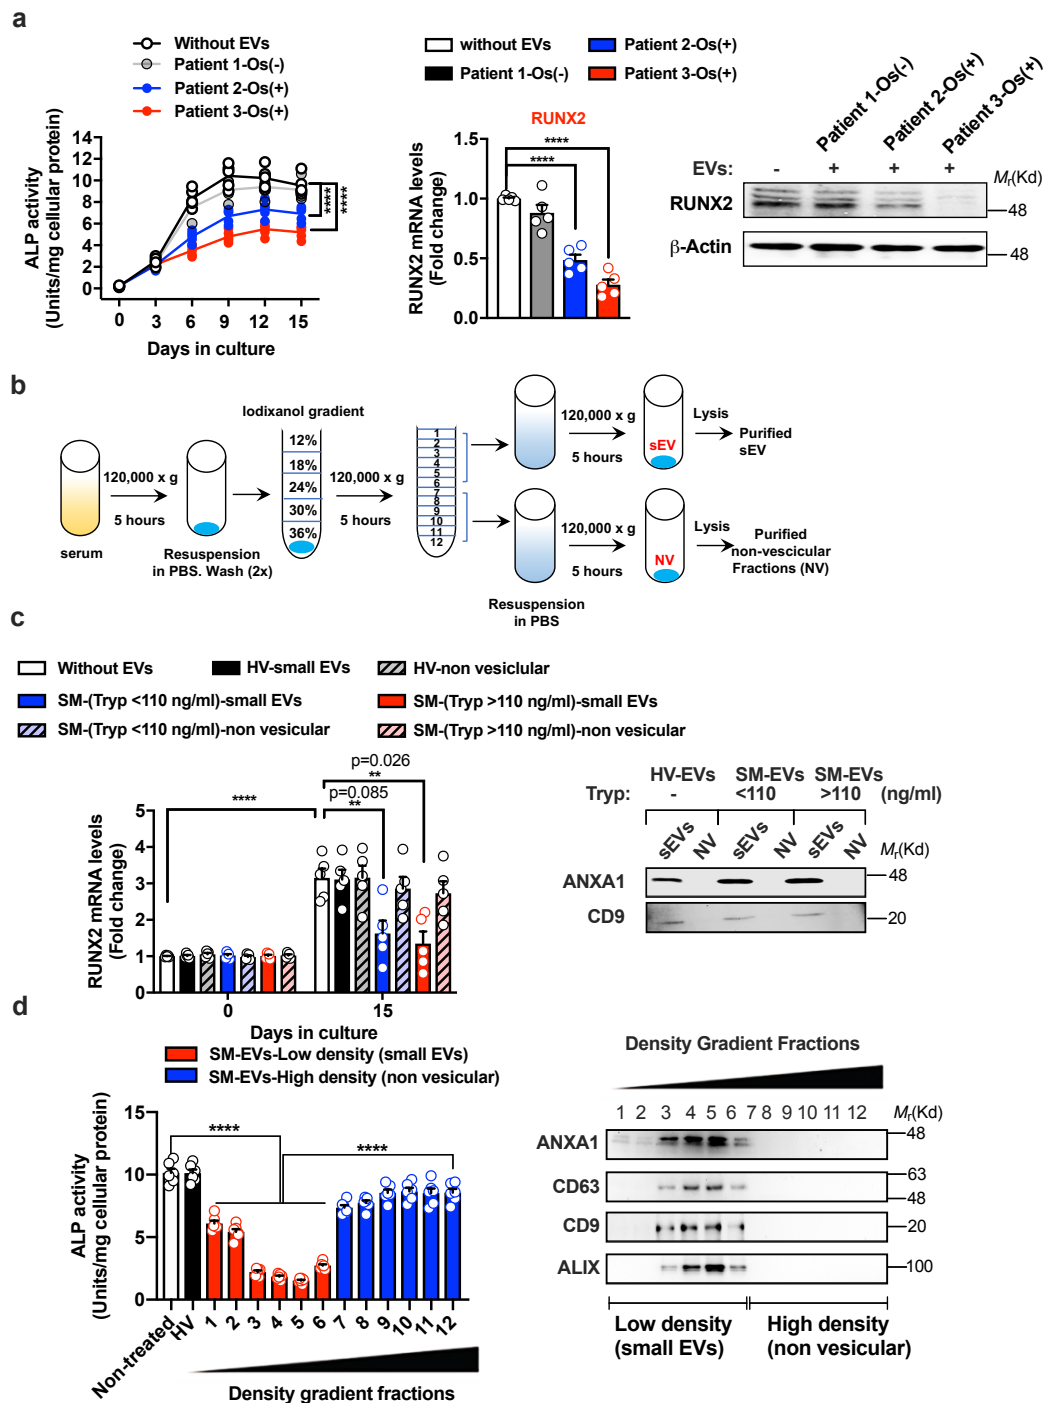 a
Without EVs
Patient 1-Os(-)
Patient 2-Os(+)
Patient 3-Os(+)
ALP activity
(Units/mg cellular protein)
14
12
10
8
6
4
2
0
0 3 6 9 12 15
Days in culture
****
****
without EVs
Patient 1-Os(-)
Patient 2-Os(+)
Patient 3-Os(+)
RUNX2
****
****
RUNX2 mRNA levels
(Fold change)
1.5
1.0
0.5
0.0
Patient 1-Os(-)
Patient 2-Os(+)
Patient 3-Os(+)
EVs: - + + +
Mr(Kd)
RUNX2
48
β-Actin
48
b
Iodixanol gradient
12%
18%
24%
30%
36%
120,000 x g
5 hours
serum
Resuspension
in PBS. Wash (2x)
120,000 x g
5 hours
1
2
3
4
5
6
7
8
9
10
11
12
120,000 x g
5 hours
sEV
Lysis
Purified
sEV
120,000 x g
5 hours
NV
Lysis
Purified
non-vescicular
Fractions (NV)
Resuspension
in PBS
c
Without EVs
HV-small EVs
HV-non vesiclular
SM-(Tryp <110 ng/ml)-small EVs
SM-(Tryp >110 ng/ml)-small EVs
SM-(Tryp <110 ng/ml)-non vesicular
SM-(Tryp >110 ng/ml)-non vesicular
p=0.026
**
p=0.085
**
****
RUNX2 mRNA levels
(Fold change)
5
4
3
2
1
0
0 15
Days in culture
HV-EVs SM-EVs SM-EVs
Tryp: - <110 >110 (ng/ml)
sEVs NV sEVs NV sEVs NV
Mr(Kd)
ANXA1
48
CD9
20
d
SM-EVs-Low density (small EVs)
SM-EVs-High density (non vesicular)
ALP activity
(Units/mg cellular protein)
15
10
5
0
****
****
Non-treated HV 1 2 3 4 5 6 7 8 9 10 11 12
Density gradient fractions
Density Gradient Fractions
1 2 3 4 5 6 7 8 9 10 11 12 Mr(Kd)
ANXA1
48
CD63
63
48
CD9
20
ALIX
100
Low density
(small EVs)
High density
(non vesicular)